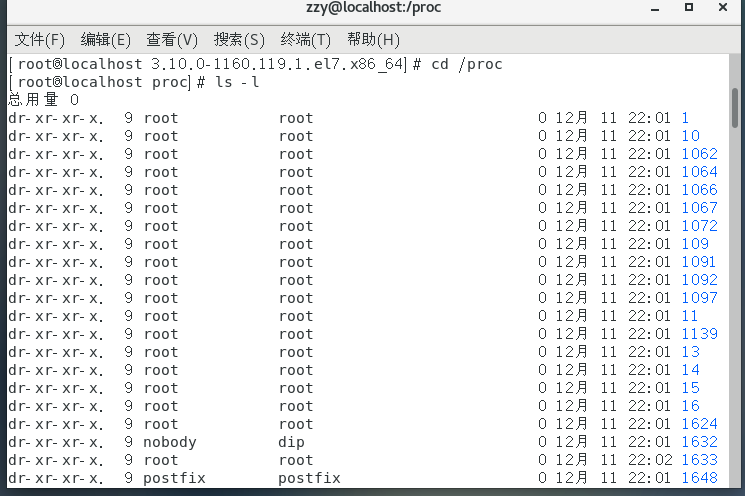 zzy@localhost:/proc
文件(F) 编辑(E) 查看(V) 搜索(S) 终端(T) 帮助(H)
[root@localhost 3.10.0-1160.119.1.el7.x86_64]# cd /proc
[root@localhost proc]# ls -l
总用量 0
dr-xr-xr-x. 9 root root 0 12月 11 22:01 1
dr-xr-xr-x. 9 root root 0 12月 11 22:01 10
dr-xr-xr-x. 9 root root 0 12月 11 22:01 1062
dr-xr-xr-x. 9 root root 0 12月 11 22:01 1064
dr-xr-xr-x. 9 root root 0 12月 11 22:01 1066
dr-xr-xr-x. 9 root root 0 12月 11 22:01 1067
dr-xr-xr-x. 9 root root 0 12月 11 22:01 1072
dr-xr-xr-x. 9 root root 0 12月 11 22:01 109
dr-xr-xr-x. 9 root root 0 12月 11 22:01 1091
dr-xr-xr-x. 9 root root 0 12月 11 22:01 1092
dr-xr-xr-x. 9 root root 0 12月 11 22:01 1097
dr-xr-xr-x. 9 root root 0 12月 11 22:01 11
dr-xr-xr-x. 9 root root 0 12月 11 22:01 1139
dr-xr-xr-x. 9 root root 0 12月 11 22:01 13
dr-xr-xr-x. 9 root root 0 12月 11 22:01 14
dr-xr-xr-x. 9 root root 0 12月 11 22:01 15
dr-xr-xr-x. 9 root root 0 12月 11 22:01 16
dr-xr-xr-x. 9 root root 0 12月 11 22:01 1624
dr-xr-xr-x. 9 nobody dip 0 12月 11 22:01 1632
dr-xr-xr-x. 9 root root 0 12月 11 22:02 1633
dr-xr-xr-x. 9 postfix postfix 0 12月 11 22:01 1648